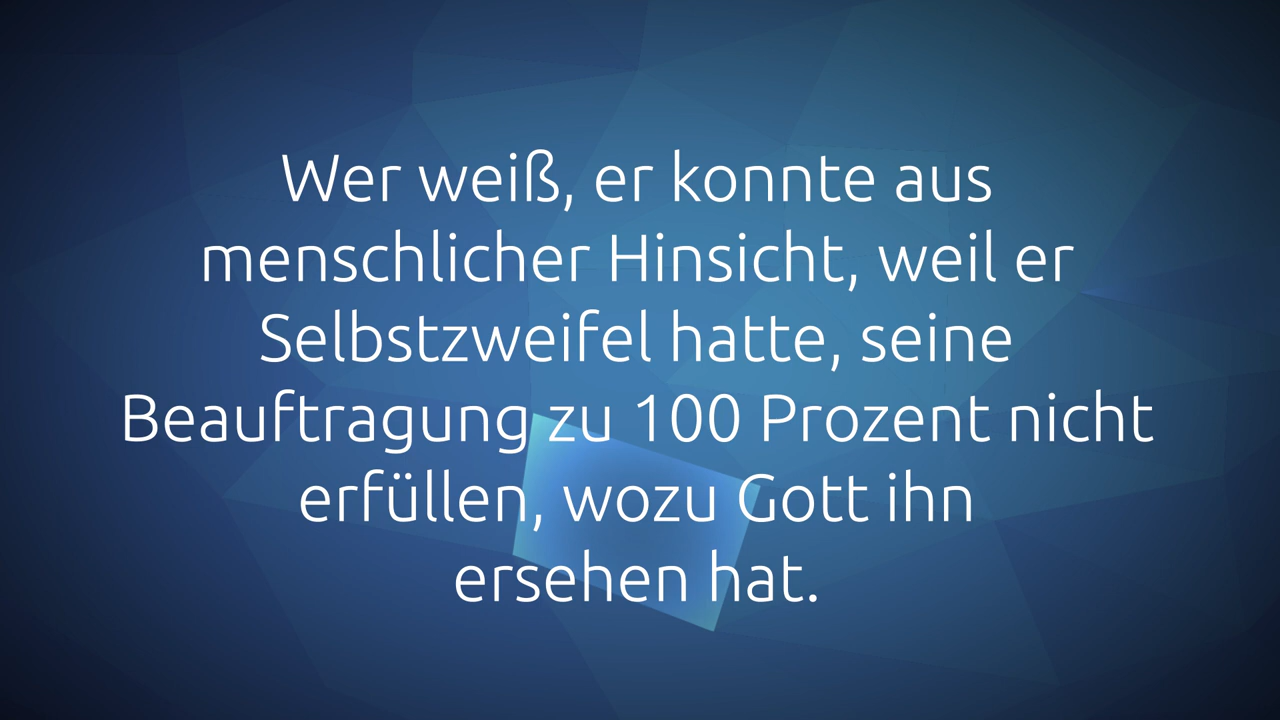 Wer weiß, er konnte aus
menschlicher Hinsicht, weil er
Selbstzweifel hatte, seine
Beauftragung zu 100 Prozent nicht
erfüllen, wozu Gott ihn
ersehen hat.